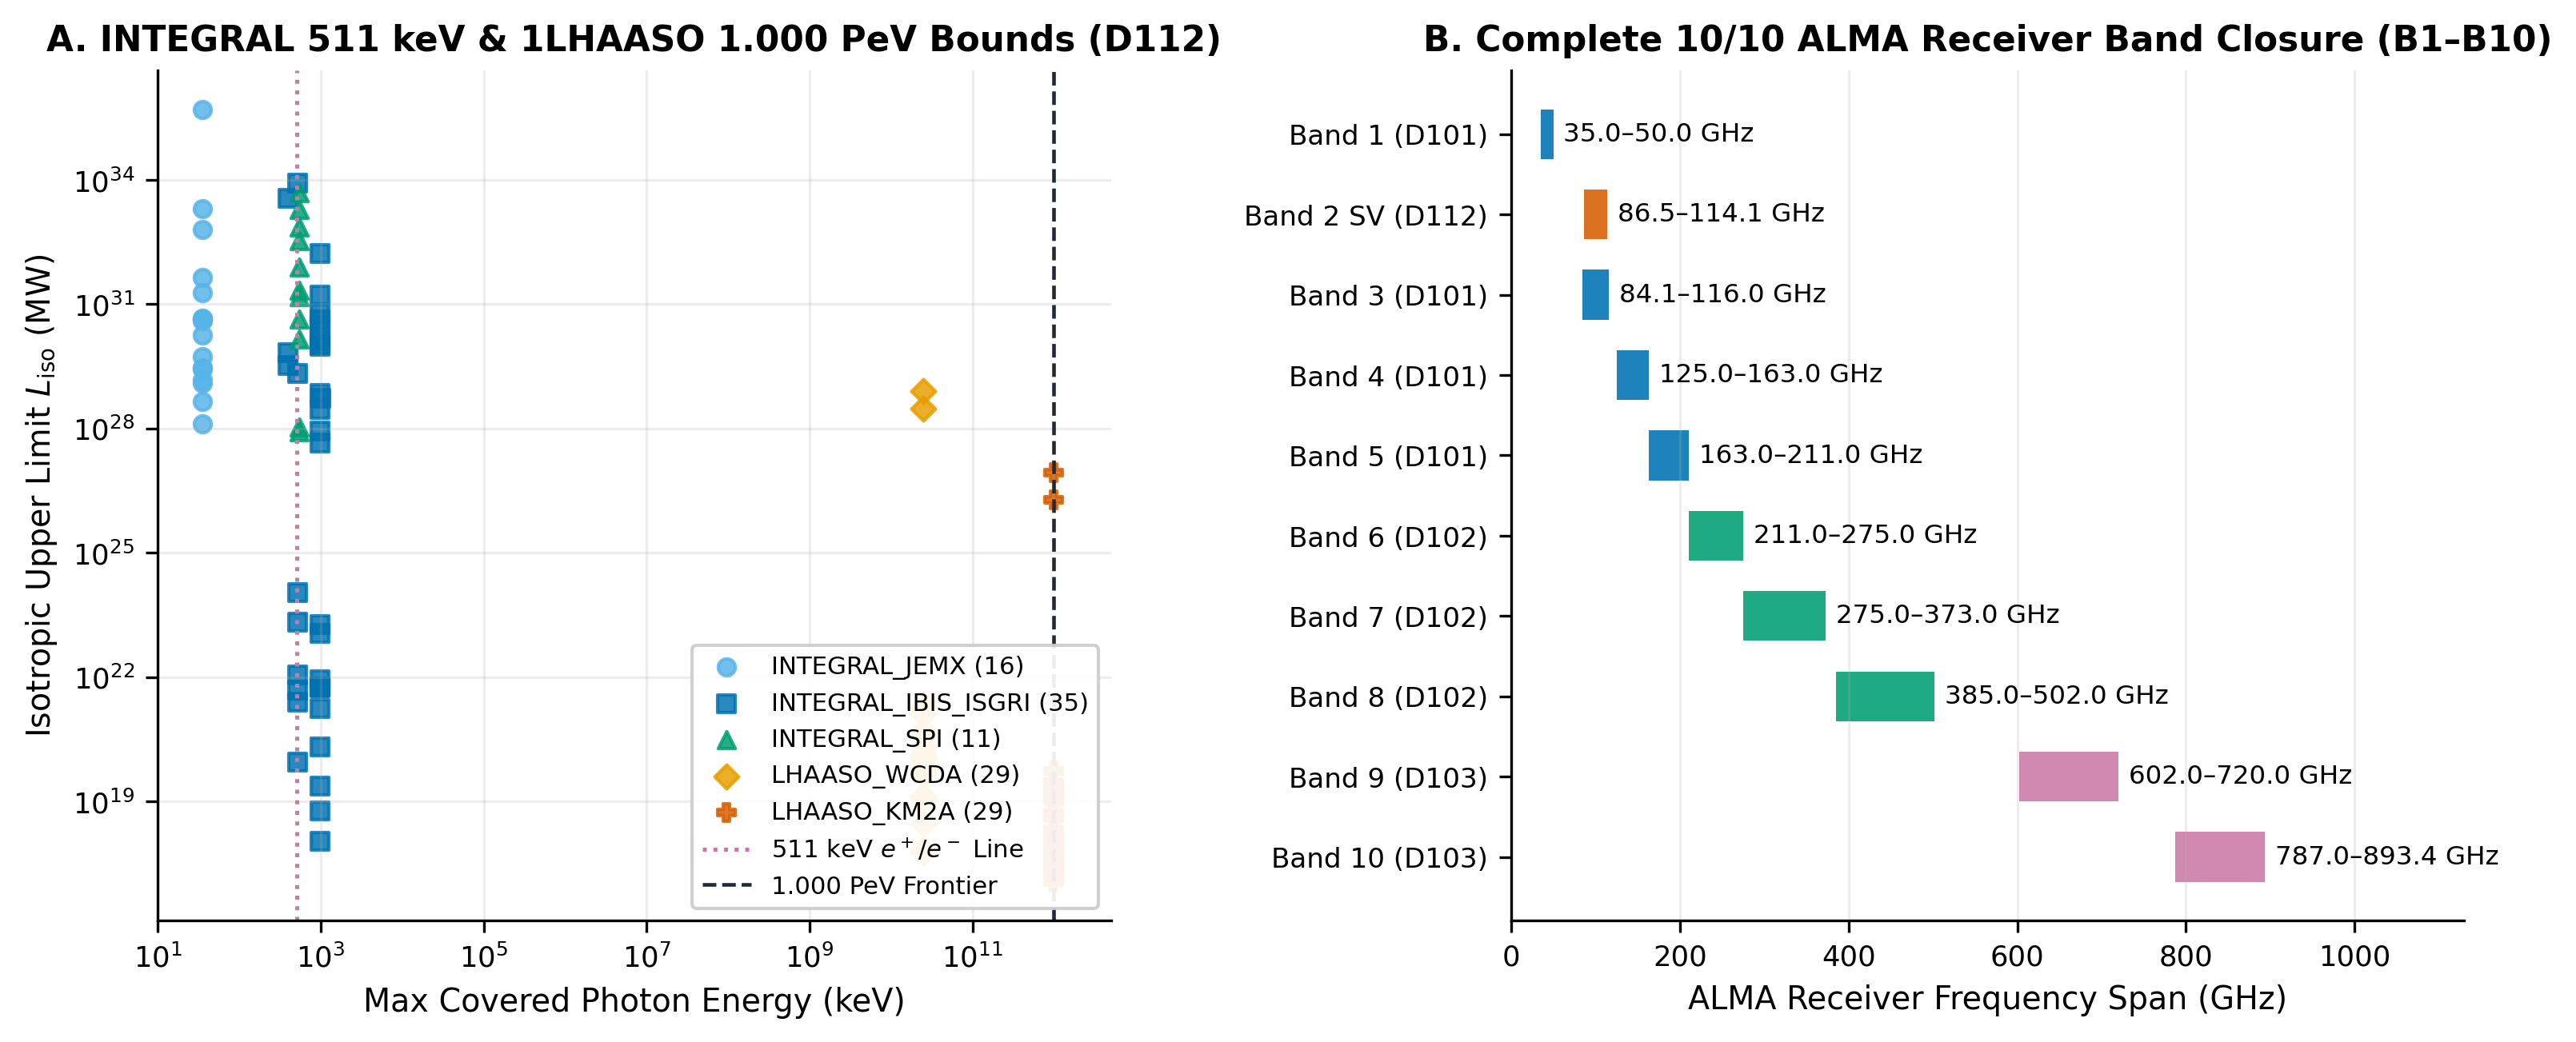 A. INTEGRAL 511 keV & 1LHAASO 1.000 PeV Bounds (D112)
Isotropic Upper Limit L_iso (MW)
10^34
10^31
10^28
10^25
10^22
10^19
INTEGRAL_JEMX (16)
INTEGRAL_IBIS_ISGRI (35)
INTEGRAL_SPI (11)
LHAASO_WCDA (29)
LHAASO_KM2A (29)
511 keV e^+/e^- Line
1.000 PeV Frontier
10^1
10^3
10^5
10^7
10^9
10^11
Max Covered Photon Energy (keV)
B. Complete 10/10 ALMA Receiver Band Closure (B1–B10)
Band 1 (D101) 35.0–50.0 GHz
Band 2 SV (D112) 86.5–114.1 GHz
Band 3 (D101) 84.1–116.0 GHz
Band 4 (D101) 125.0–163.0 GHz
Band 5 (D101) 163.0–211.0 GHz
Band 6 (D102) 211.0–275.0 GHz
Band 7 (D102) 275.0–373.0 GHz
Band 8 (D102) 385.0–502.0 GHz
Band 9 (D103) 602.0–720.0 GHz
Band 10 (D103) 787.0–893.4 GHz
0 200 400 600 800 1000
ALMA Receiver Frequency Span (GHz)